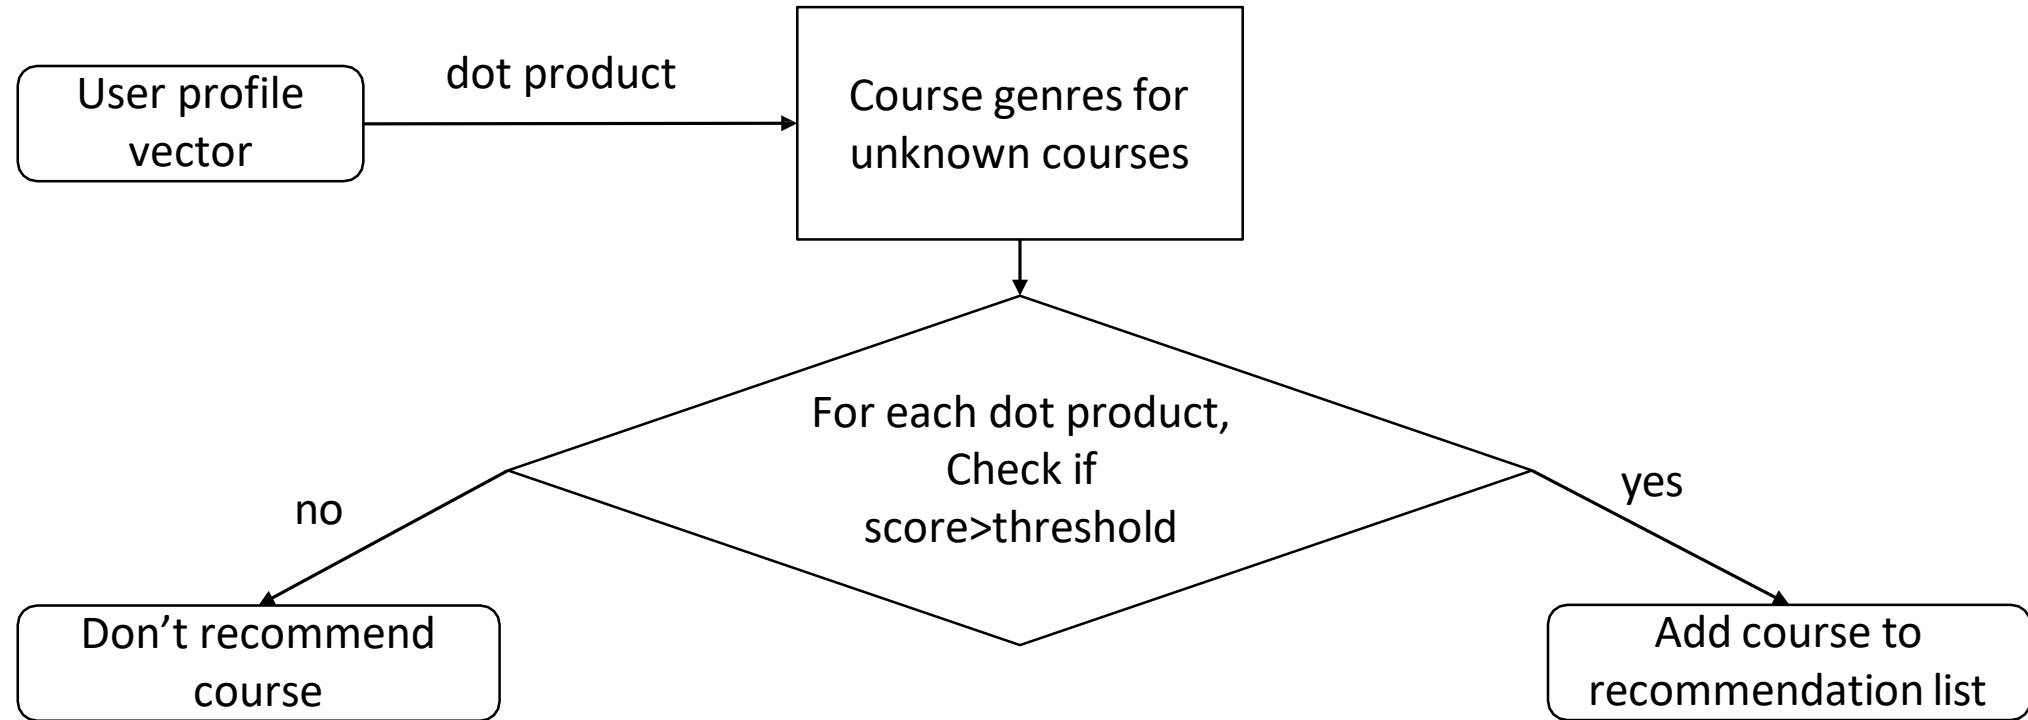 User profile
vector
dot product
Course genres for
unknown courses
For each dot product,
Check if
score>threshold
no
yes
Don’t recommend
course
Add course to
recommendation list